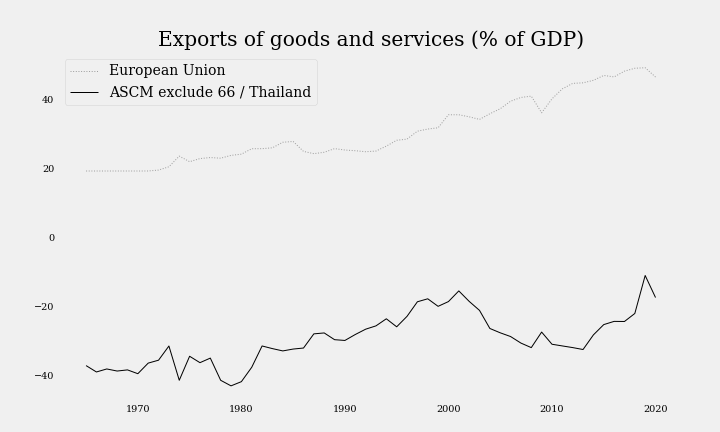 Exports of goods and services (% of GDP)
European Union
ASCM exclude 66 / Thailand
40
20
0
−20
−40
1970 1980 1990 2000 2010 2020